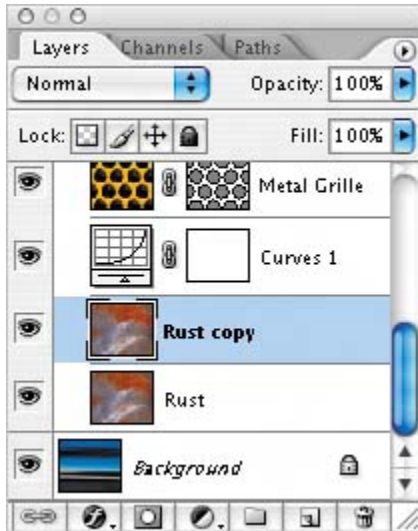 Layers Channels Paths
Normal Opacity: 100%
Lock: Fill: 100%
Metal Grille
Curves 1
Rust copy
Rust
Background